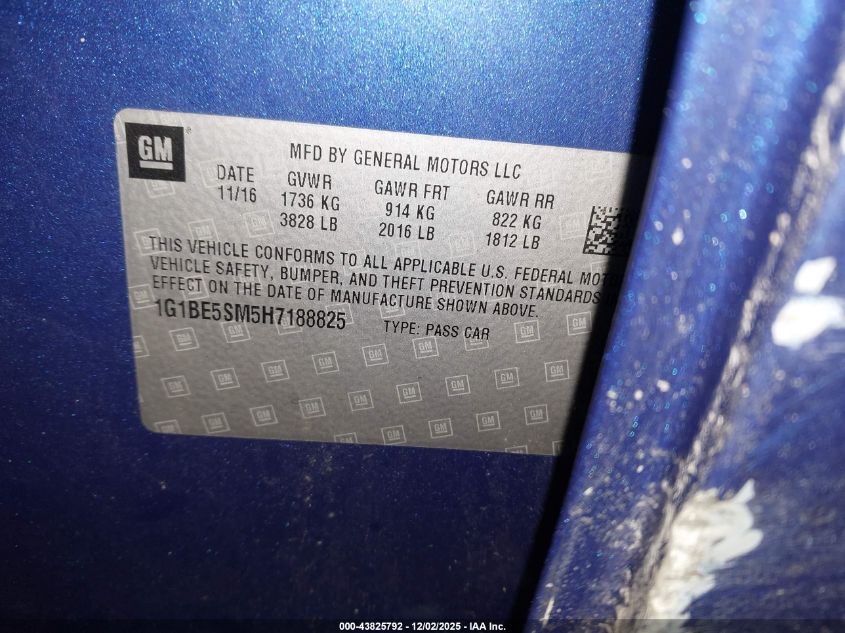 GM
MFD BY GENERAL MOTORS LLC
DATE GVWR GAWR FRT GAWR RR
11/16 1736 KG 914 KG 822 KG
3828 LB 2016 LB 1812 LB
THIS VEHICLE CONFORMS TO ALL APPLICABLE U.S. FEDERAL MOTO
VEHICLE SAFETY, BUMPER, AND THEFT PREVENTION STANDARDS
EFFECT ON THE DATE OF MANUFACTURE SHOWN ABOVE.
1G1BE5SM5H7188825 TYPE: PASS CAR
000-43825792 - 12/02/2025 - IAA Inc.